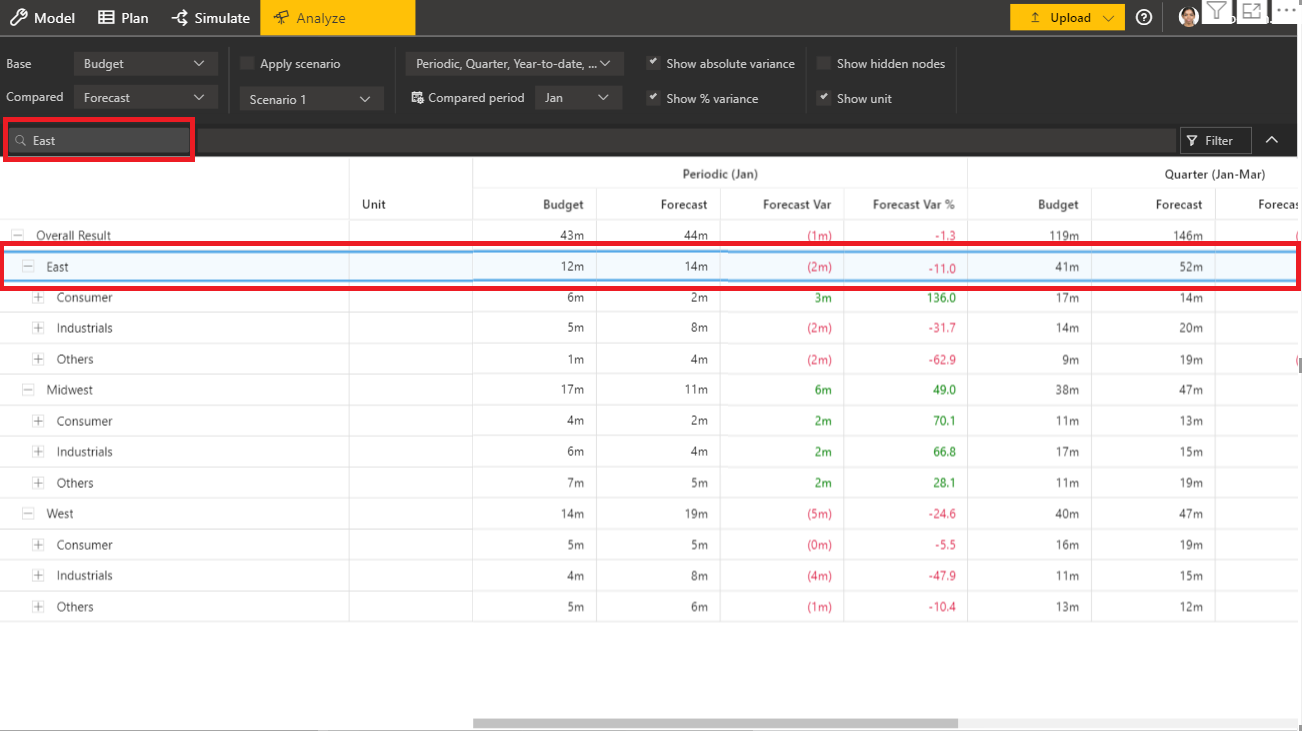 Model Plan Simulate Analyze Upload
Base Budget Apply scenario Periodic, Quarter, Year-to-date, ... Show absolute variance Show hidden nodes
Compared Forecast Scenario 1 Compared period Jan Show % variance Show unit
East Filter
Periodic (Jan) Quarter (Jan-Mar)
Unit Budget Forecast Forecast Var Forecast Var % Budget Forecast Forecas
Overall Result 43m 44m (1m) -1.3 119m 146m (
East 12m 14m (2m) -11.0 41m 52m
Consumer 6m 2m 3m 136.0 17m 14m
Industrials 5m 8m (2m) -31.7 14m 20m
Others 1m 4m (2m) -62.9 9m 19m (
Midwest 17m 11m 6m 49.0 38m 47m
Consumer 4m 2m 2m 70.1 11m 13m
Industrials 6m 4m 2m 66.8 17m 15m
Others 7m 5m 2m 28.1 11m 19m
West 14m 19m (5m) -24.6 40m 47m
Consumer 5m 5m (0m) -5.5 16m 19m
Industrials 4m 8m (4m) -47.9 11m 15m
Others 5m 6m (1m) -10.4 13m 12m